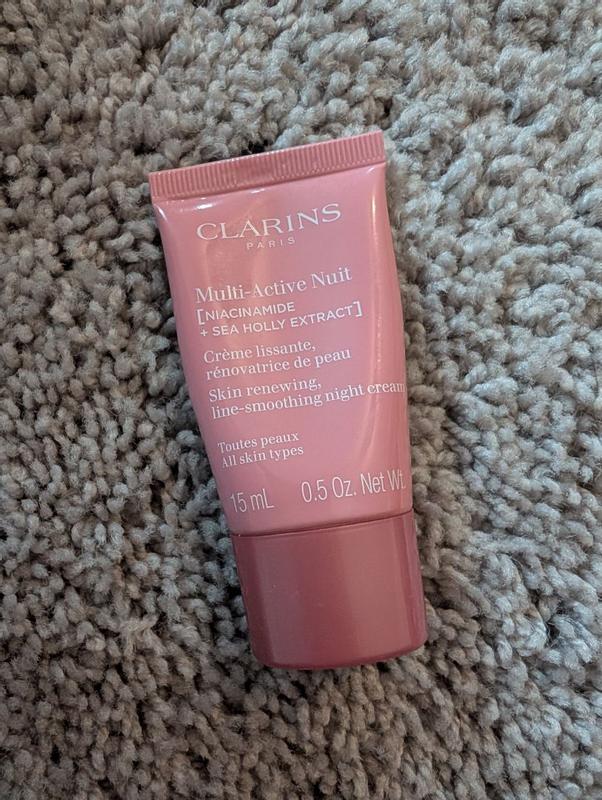 CLARINS
PARIS
Multi-Active Nuit
[NIACINAMIDE
+ SEA HOLLY EXTRACT]
Crème lissante,
rénovatrice de peau
Skin renewing,
line-smoothing night cream
Toutes peaux
All skin types
15 mL 0.5 Oz. Net Wt.